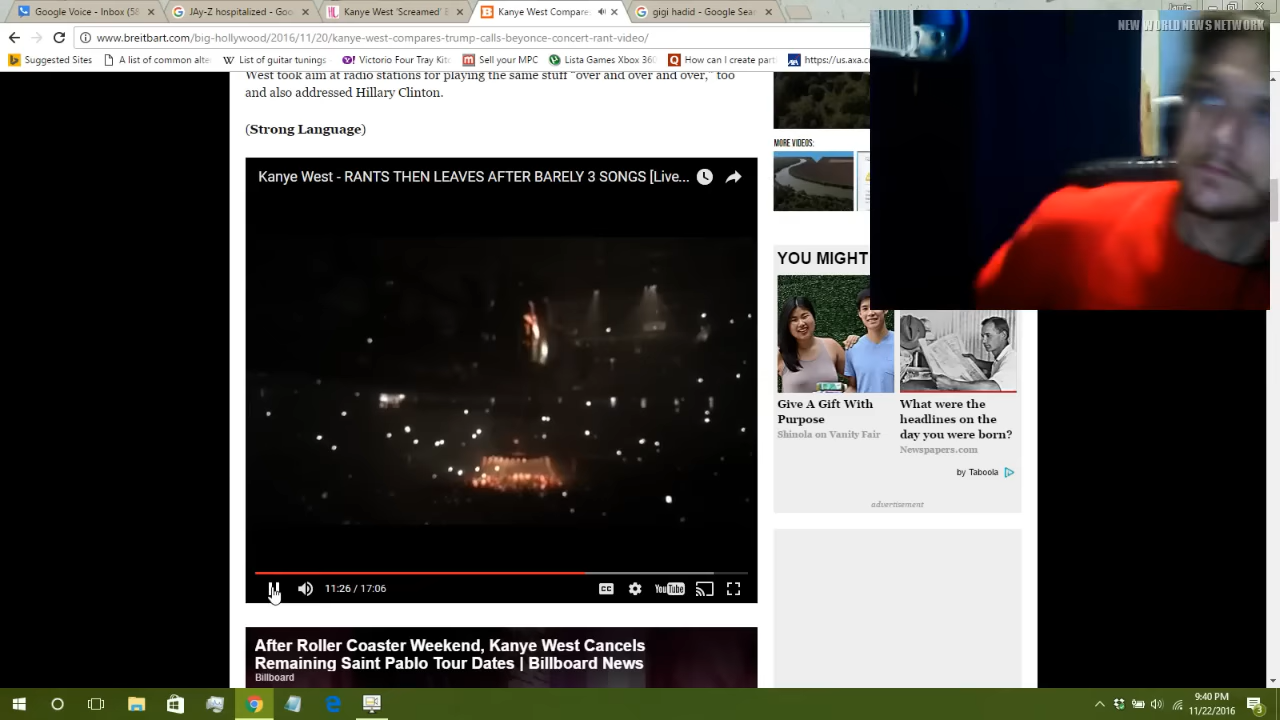 Google Voice - Inbox (58
JAy-Z hospitalized - Goo
Kanye West 'Screamed' E
Kanye West Compare
gigi hadid - Google Sear
www.breitbart.com/big-hollywood/2016/11/20/kanye-west-compares-trump-calls-beyonce-concert-rant-video/
NEW WORLD NEWS NETWORK
Suggested Sites
A list of common alter
List of guitar tunings
Victorio Four Tray Kit
Sell your MPC
Lista Games Xbox 360
How can I create parti
https://us.axa.co
West took aim at radio stations for playing the same stuff “over and over and over,” too
and also addressed Hillary Clinton.
(Strong Language)
MORE VIDEOS:
Kanye West - RANTS THEN LEAVES AFTER BARELY 3 SONGS [Live...
YOU MIGHT
Give A Gift With
Purpose
Shinola on Vanity Fair
What were the
headlines on the
day you were born?
Newspapers.com
by Taboola
advertisement
11:26 / 17:06
CC
YouTube
After Roller Coaster Weekend, Kanye West Cancels
Remaining Saint Pablo Tour Dates | Billboard News
Billboard
9:40 PM
11/22/2016